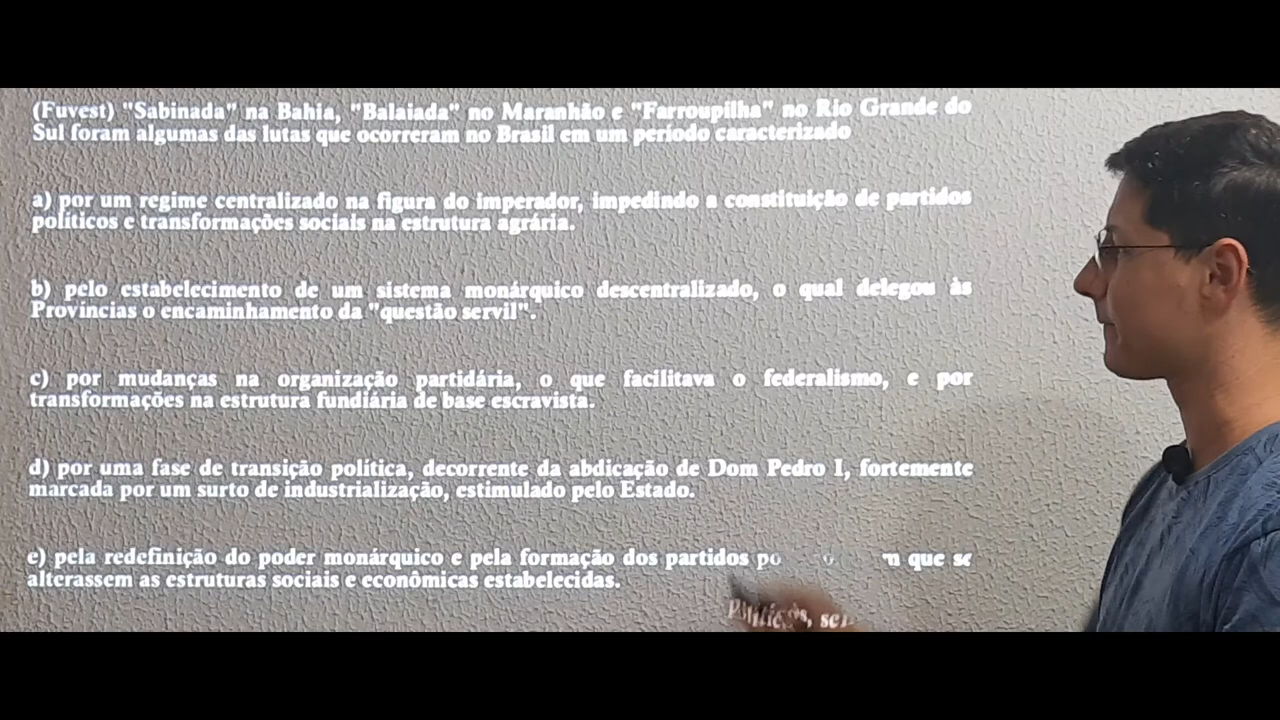 (Fuvest) "Sabinada" na Bahia, "Balaiada" no Maranhão e "Farroupilha" no Rio Grande do
Sul foram algumas das lutas que ocorreram no Brasil em um período caracterizado
a) por um regime centralizado na figura do imperador, impedindo a constituição de partidos
políticos e transformações sociais na estrutura agrária.
b) pelo estabelecimento de um sistema monárquico descentralizado, o qual delegou às
Províncias o encaminhamento da "questão servil".
c) por mudanças na organização partidária, o que facilitava o federalismo, e por
transformações na estrutura fundiária de base escravista.
d) por uma fase de transição política, decorrente da abdicação de Dom Pedro I, fortemente
marcada por um surto de industrialização, estimulado pelo Estado.
e) pela redefinição do poder monárquico e pela formação dos partidos que se
alterassem as estruturas sociais e econômicas estabelecidas.